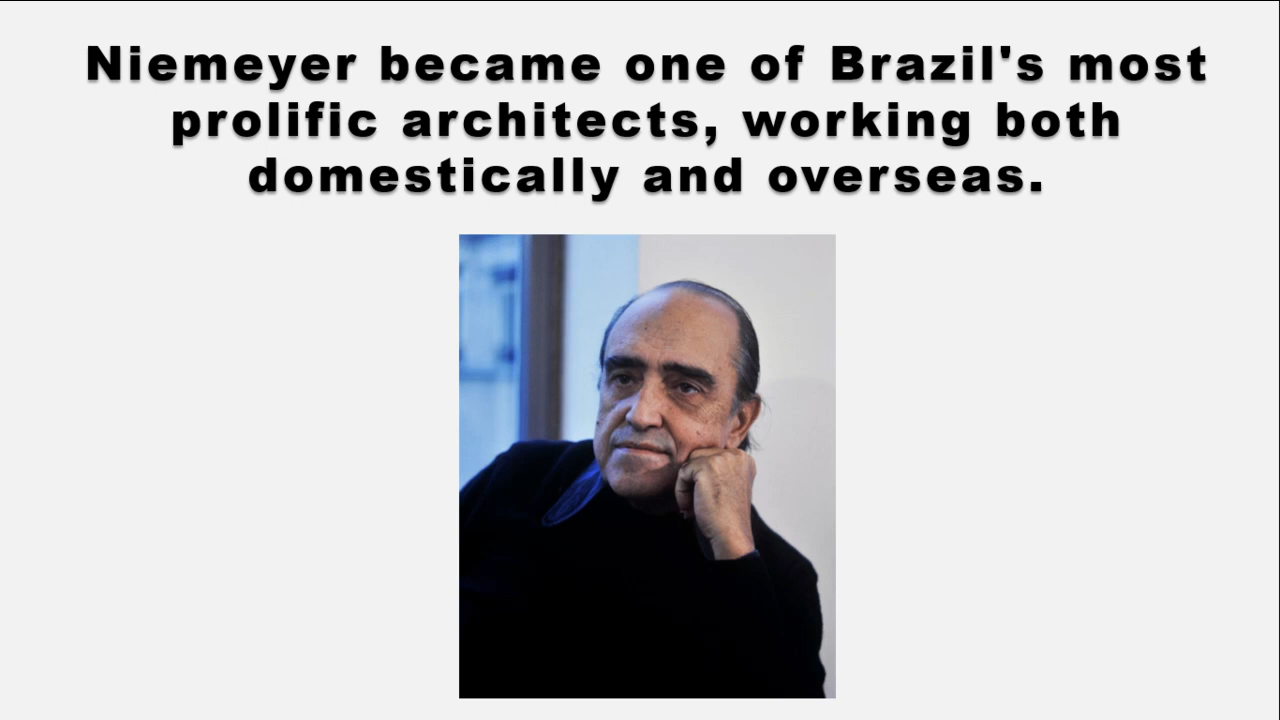 Niemeyer became one of Brazil's most
prolific architects, working both
domestically and overseas.